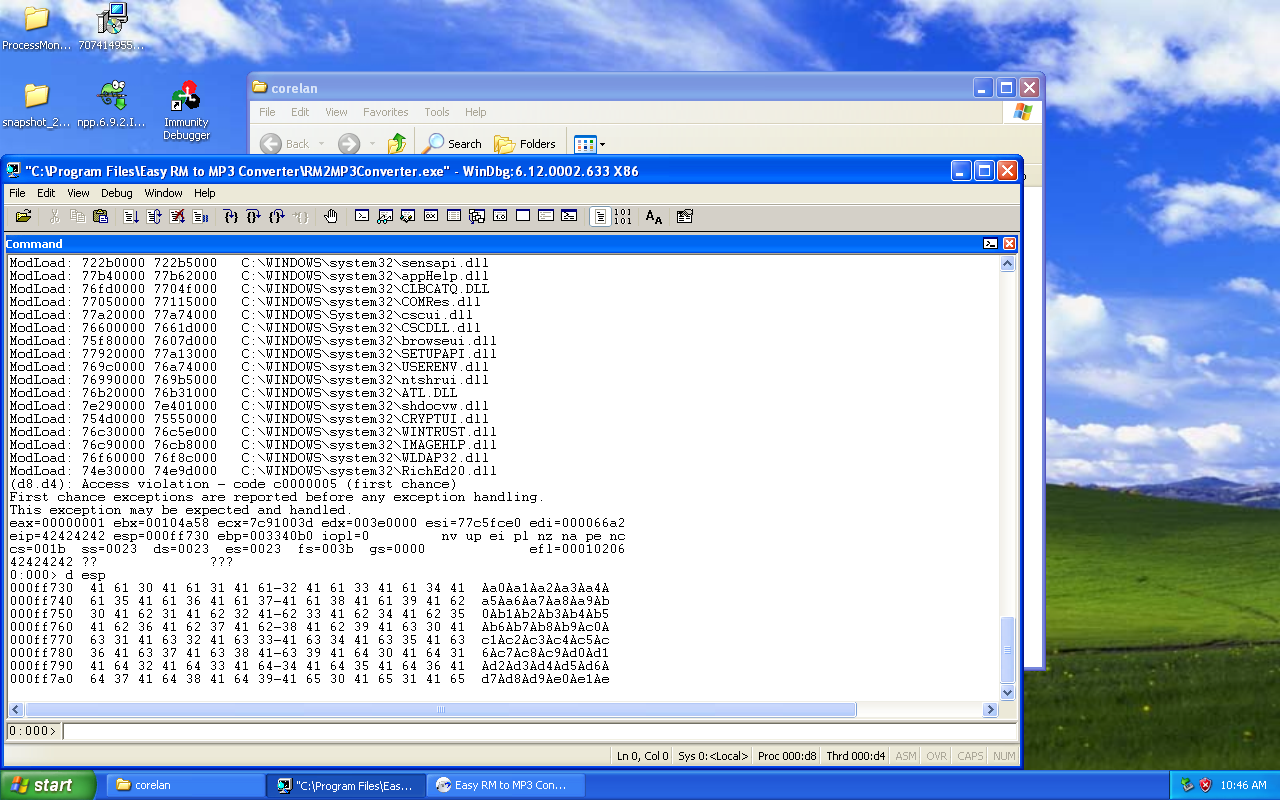 ProcessMon...
707414955...
snapshot_2...
npp.6.9.2.I...
Immunity
Debugger
corelan
File Edit View Favorites Tools Help
Back Search Folders
"C:\Program Files\Easy RM to MP3 Converter\RM2MP3Converter.exe" - WinDbg:6.12.0002.633 X86
File Edit View Debug Window Help
101
101
AA
Command
ModLoad: 722b0000 722b5000   C:\WINDOWS\system32\sensapi.dll
ModLoad: 77b40000 77b62000   C:\WINDOWS\system32\appHelp.dll
ModLoad: 76fd0000 7704f000   C:\WINDOWS\system32\CLBCATQ.DLL
ModLoad: 77050000 77115000   C:\WINDOWS\system32\COMRes.dll
ModLoad: 77a20000 77a74000   C:\WINDOWS\system32\cscui.dll
ModLoad: 76600000 7661d000   C:\WINDOWS\system32\CSCDLL.dll
ModLoad: 75f80000 7607d000   C:\WINDOWS\system32\browseui.dll
ModLoad: 77920000 77a13000   C:\WINDOWS\system32\SETUPAPI.dll
ModLoad: 769c0000 76a74000   C:\WINDOWS\system32\USERENV.dll
ModLoad: 76990000 769b5000   C:\WINDOWS\system32\ntshrui.dll
ModLoad: 76b20000 76b31000   C:\WINDOWS\system32\ATL.DLL
ModLoad: 7e290000 7e401000   C:\WINDOWS\system32\shdocvw.dll
ModLoad: 754d0000 75550000   C:\WINDOWS\system32\CRYPTUI.dll
ModLoad: 76c30000 76c5e000   C:\WINDOWS\system32\WINTRUST.dll
ModLoad: 76c90000 76cb8000   C:\WINDOWS\system32\IMAGEHLP.dll
ModLoad: 76f60000 76f8c000   C:\WINDOWS\system32\WLDAP32.dll
ModLoad: 74e30000 74e9d000   C:\WINDOWS\system32\RichEd20.dll
(d8.d4): Access violation - code c0000005 (first chance)
First chance exceptions are reported before any exception handling.
This exception may be expected and handled.
eax=00000001 ebx=00104a58 ecx=7c91003d edx=003e0000 esi=77c5fce0 edi=000066a2
eip=42424242 esp=000ff730 ebp=003340b0 iopl=0         nv up ei pl nz na pe nc
cs=001b  ss=0023  ds=0023  es=0023  fs=003b  gs=0000             efl=00010206
42424242 ??              ???
0:000> d esp
000ff730  41 61 30 41 61 31 41 61-32 41 61 33 41 61 34 41  Aa0Aa1Aa2Aa3Aa4A
000ff740  61 35 41 61 36 41 61 37-41 61 38 41 61 39 41 62  a5Aa6Aa7Aa8Aa9Ab
000ff750  30 41 62 31 41 62 32 41-62 33 41 62 34 41 62 35  0Ab1Ab2Ab3Ab4Ab5
000ff760  41 62 36 41 62 37 41 62-38 41 62 39 41 63 30 41  Ab6Ab7Ab8Ab9Ac0A
000ff770  63 31 41 63 32 41 63 33-41 63 34 41 63 35 41 63  c1Ac2Ac3Ac4Ac5Ac
000ff780  36 41 63 37 41 63 38 41-63 39 41 64 30 41 64 31  6Ac7Ac8Ac9Ad0Ad1
000ff790  41 64 32 41 64 33 41 64-34 41 64 35 41 64 36 41  Ad2Ad3Ad4Ad5Ad6A
000ff7a0  64 37 41 64 38 41 64 39-41 65 30 41 65 31 41 65  d7Ad8Ad9Ae0Ae1Ae
0:000>
Ln 0, Col 0 Sys 0:<Local> Proc 000:d8 Thrd 000:d4 ASM OVR CAPS NUM
start corelan "C:\Program Files\Eas... Easy RM to MP3 Con... 10:46 AM